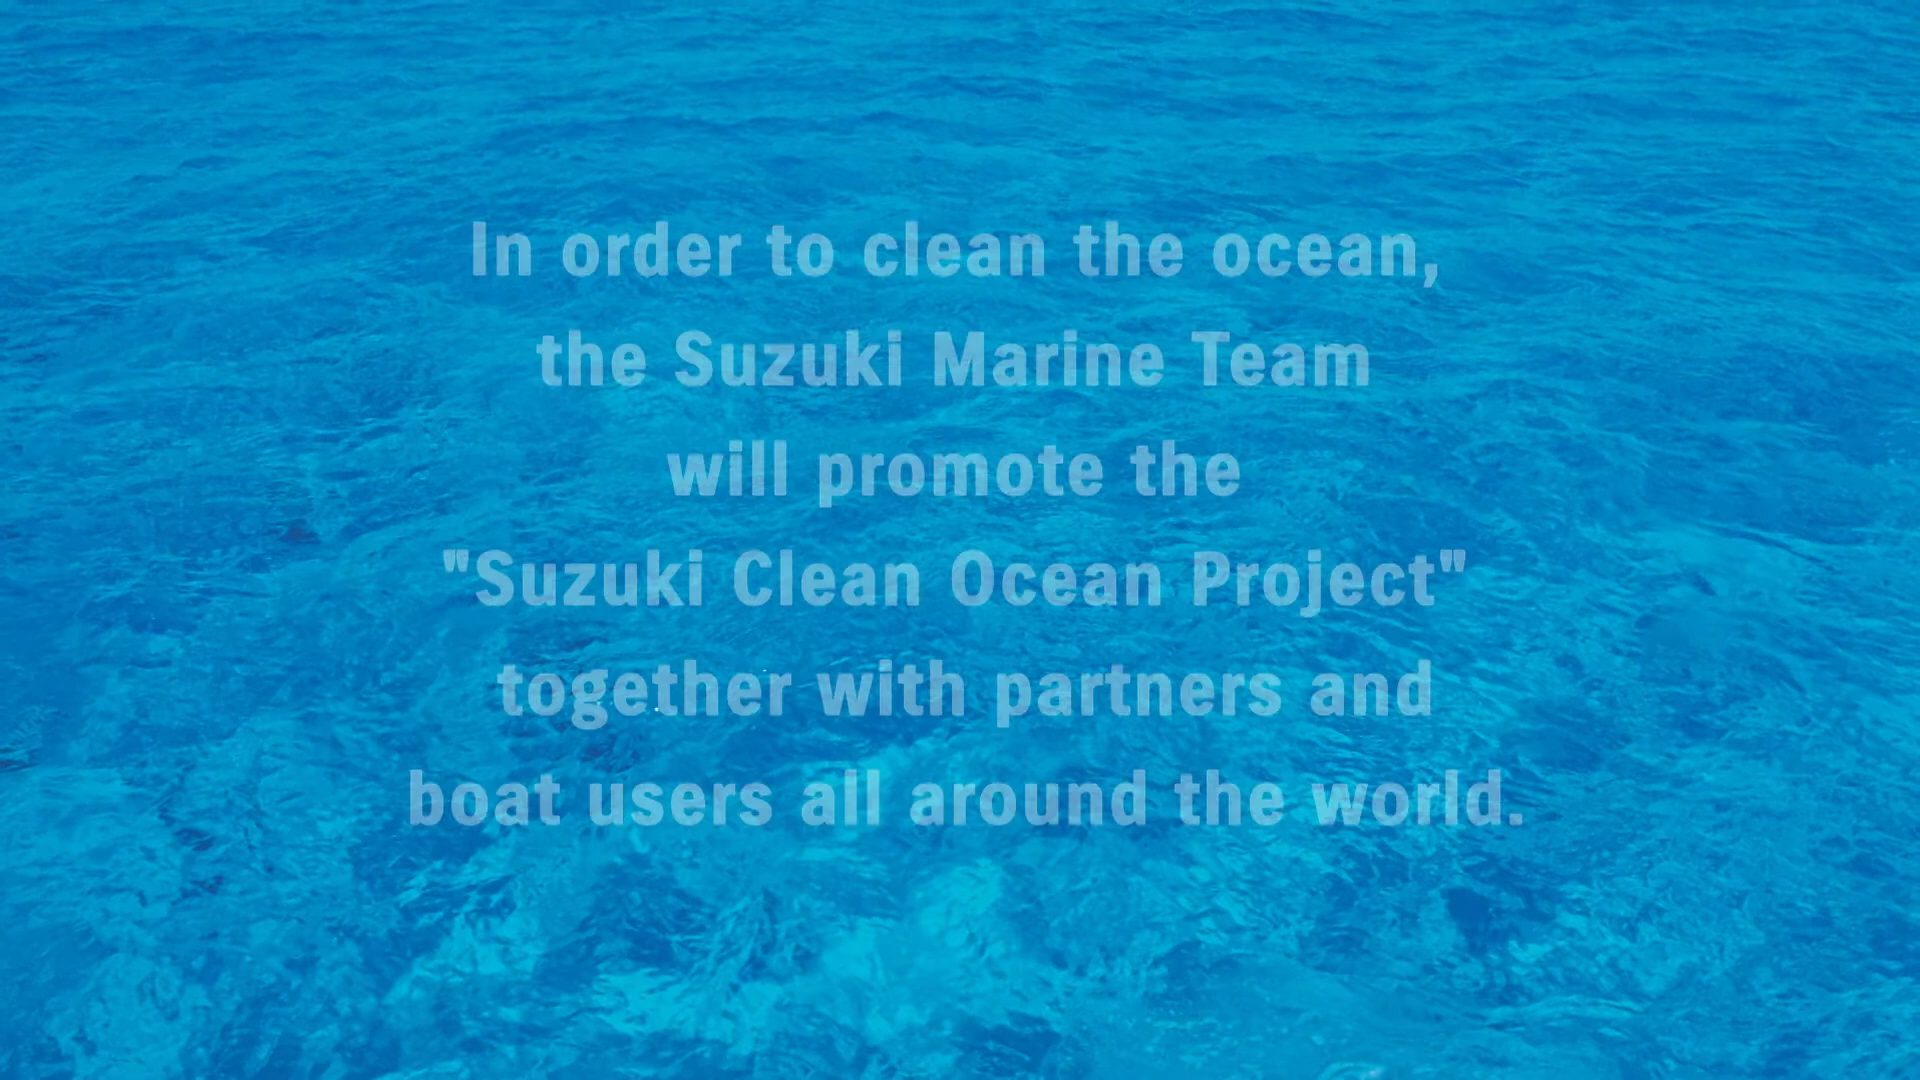 In order to clean the ocean,
the Suzuki Marine Team
will promote the
"Suzuki Clean Ocean Project"
together with partners and
boat users all around the world.